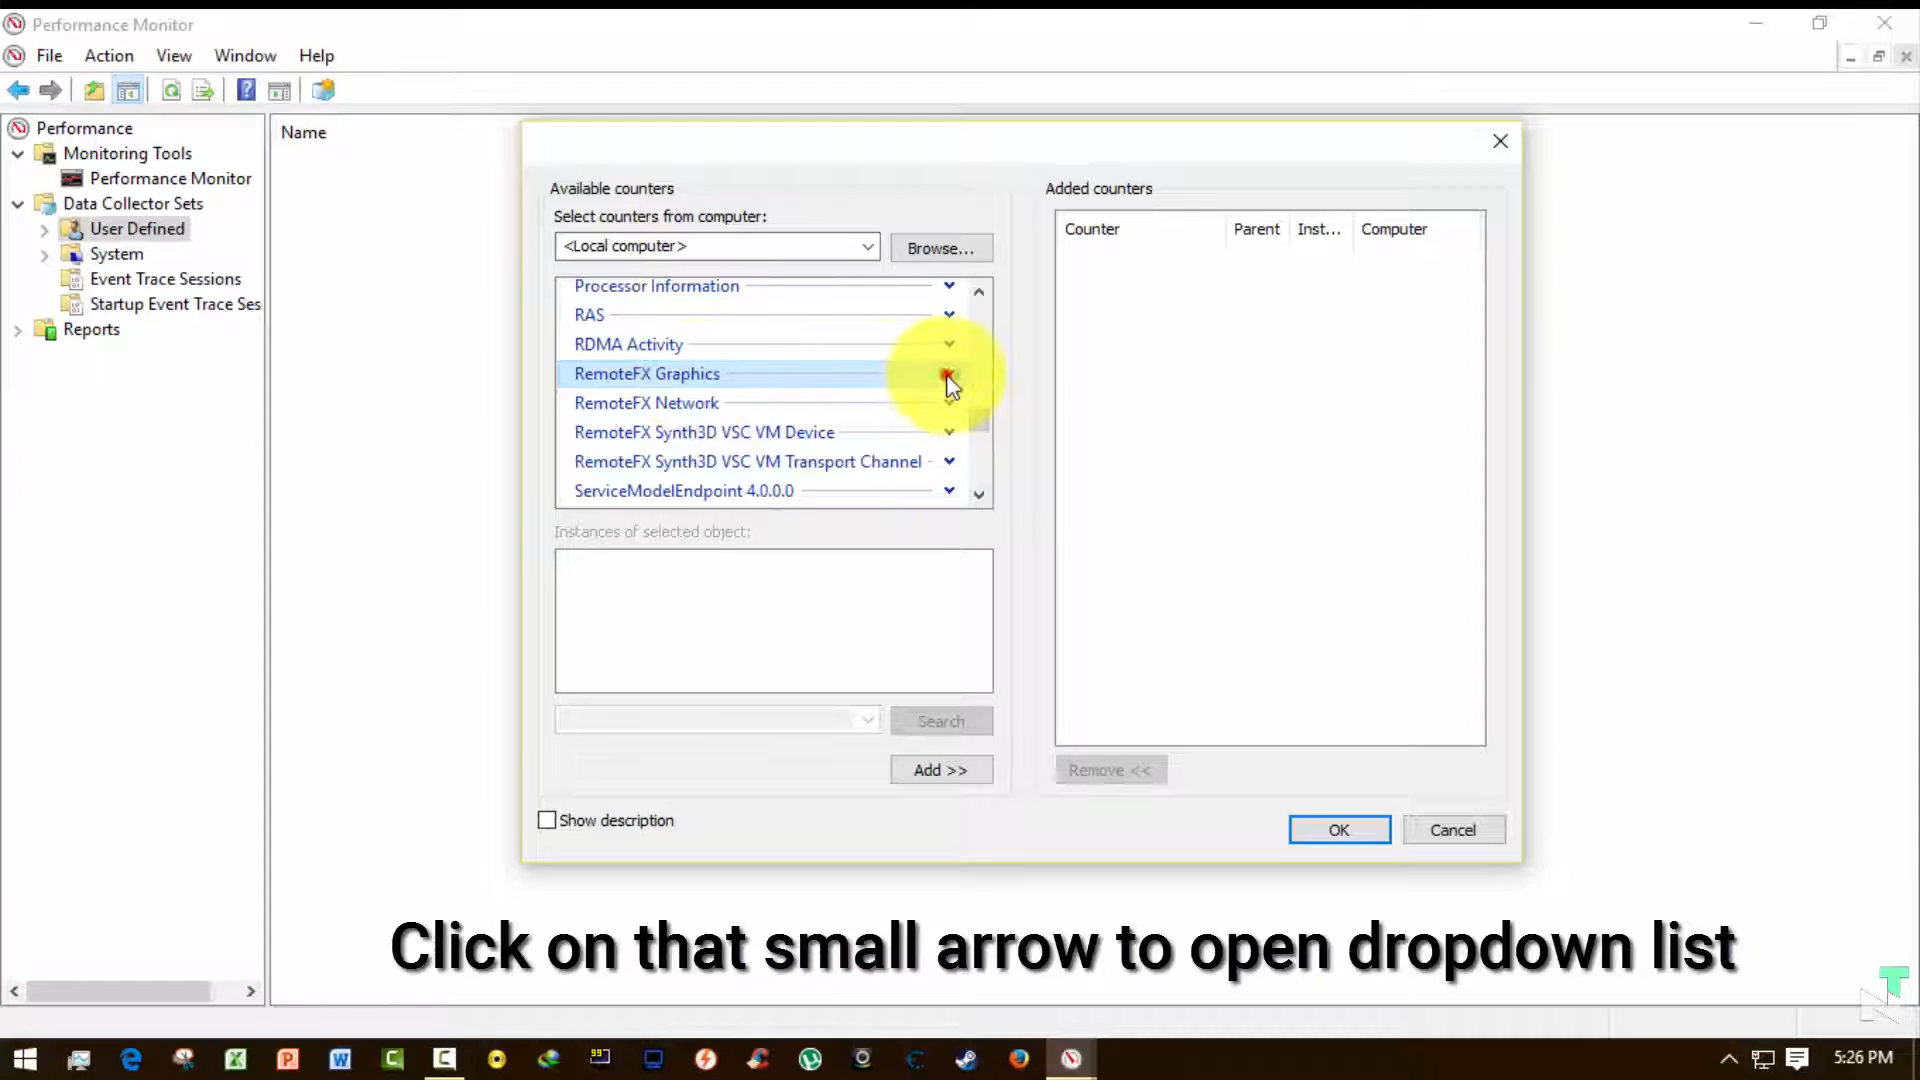 Performance Monitor
File Action View Window Help
Performance
Monitoring Tools
Performance Monitor
Data Collector Sets
User Defined
System
Event Trace Sessions
Startup Event Trace Ses
Reports
Name
Available counters
Select counters from computer:
<Local computer>
Browse...
Processor Information
RAS
RDMA Activity
RemoteFX Graphics
RemoteFX Network
RemoteFX Synth3D VSC VM Device
RemoteFX Synth3D VSC VM Transport Channel
ServiceModelEndpoint 4.0.0.0
Instances of selected object:
Search
Add >>
Show description
Added counters
Counter Parent Inst... Computer
Remove <<
OK Cancel
Click on that small arrow to open dropdown list
5:26 PM